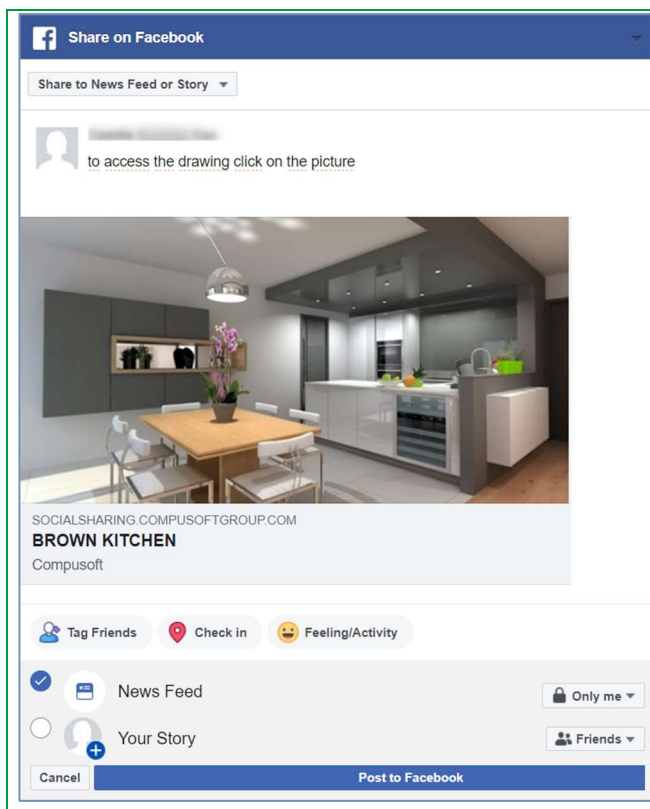 Share on Facebook
Share to News Feed or Story
to access the drawing click on the picture
SOCIALSHARING.COMPUSOFTGROUP.COM
BROWN KITCHEN
Compusoft
Tag Friends Check in Feeling/Activity
News Feed Only me
Your Story Friends
Cancel Post to Facebook